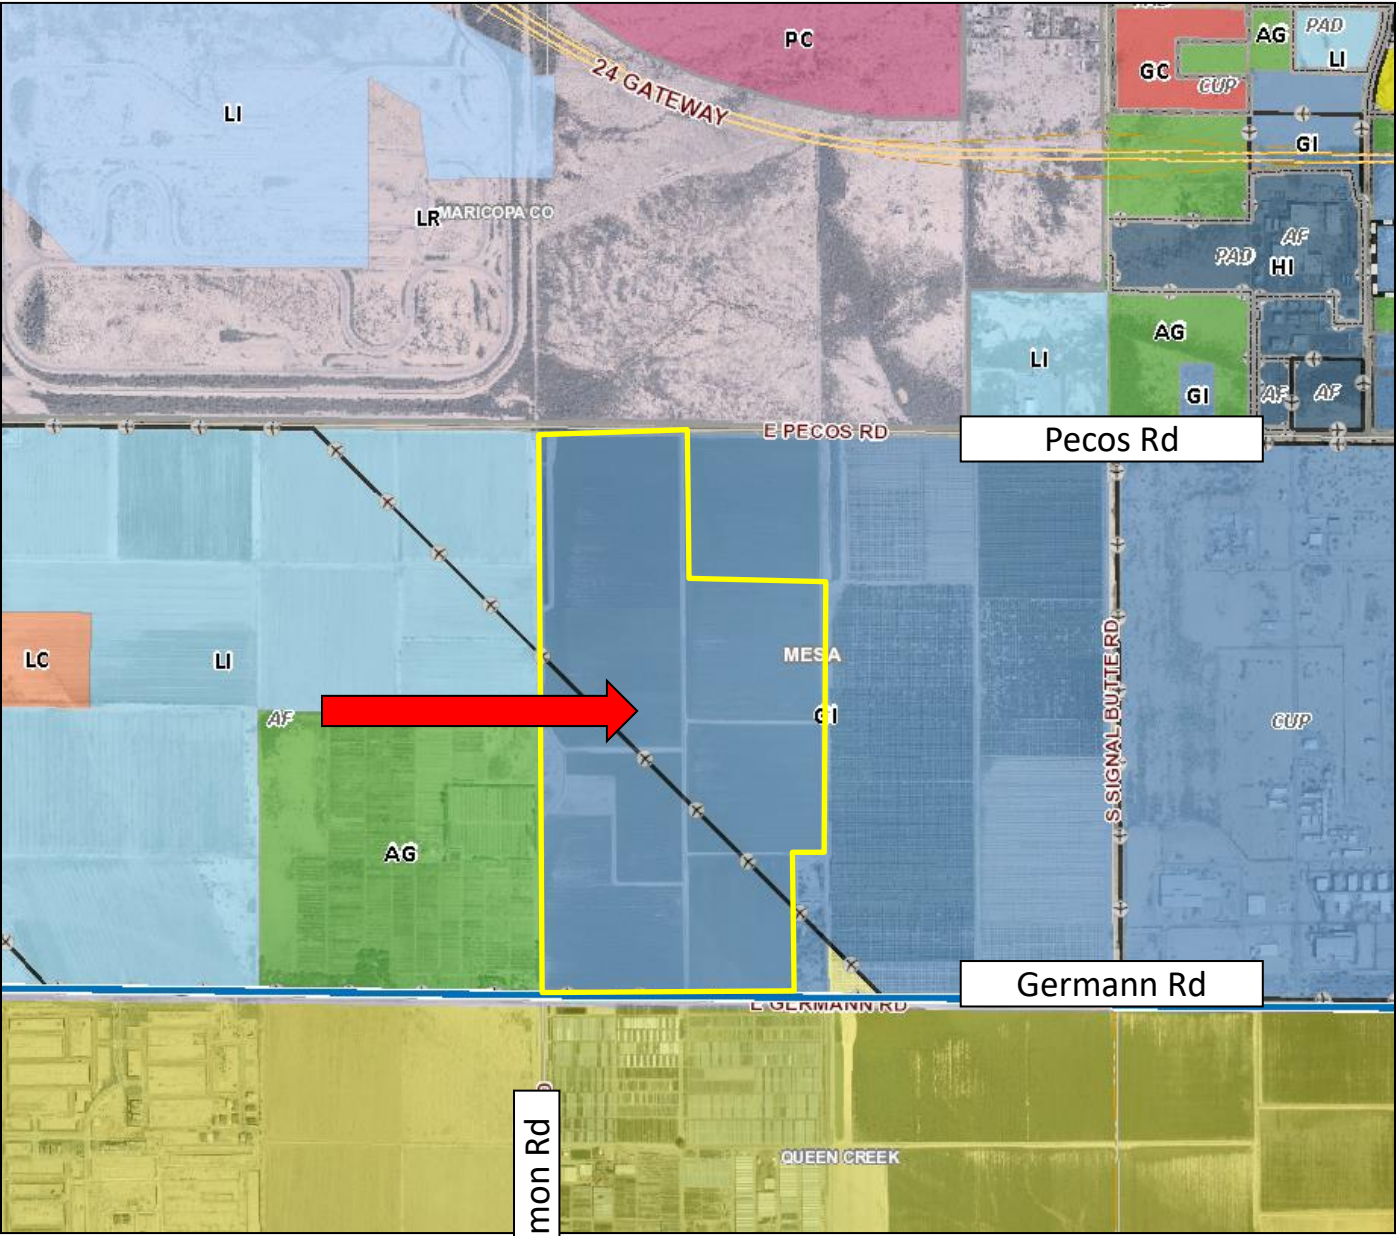 PC
24 GATEWAY
AG
PAD
LI
GC
CUP
LI
GI
LR
MARICOPA CO
AF
PAD
HI
LI
AG
GI
AF
AF
E PECOS RD
Pecos Rd
LC
LI
MESA
AF
GI
S SIGNAL BUTTE RD
CUP
AG
Germann Rd
E GERMANN RD
mon Rd
QUEEN CREEK